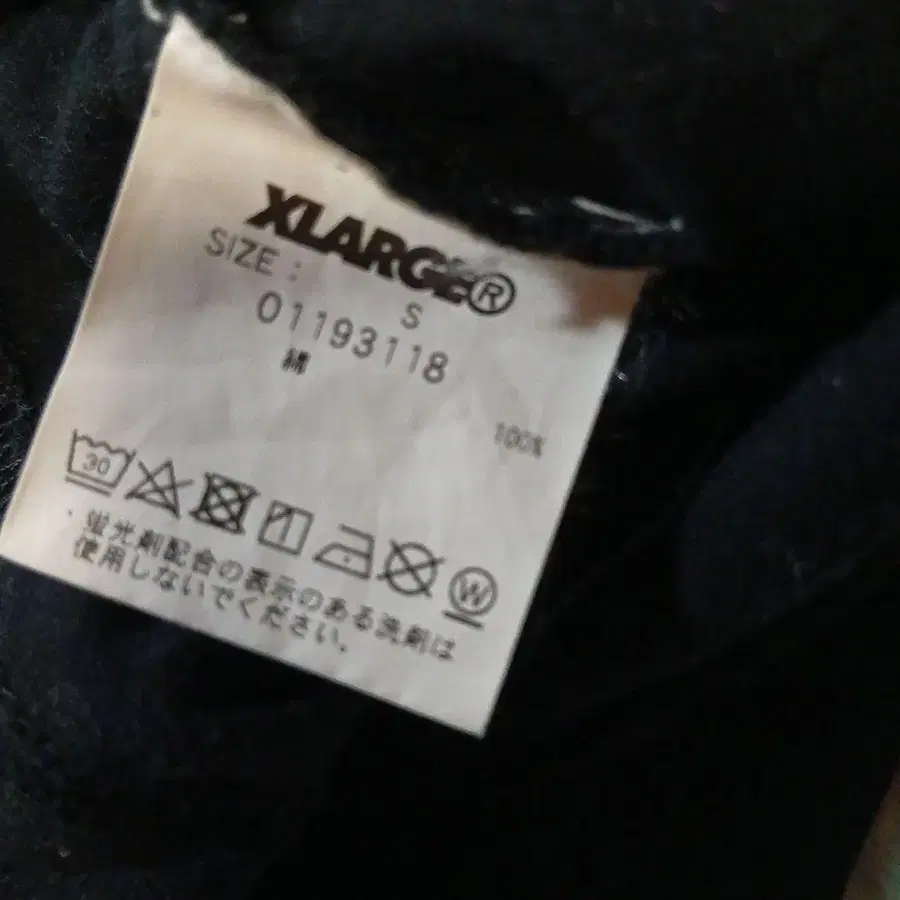 XLARGE®
SIZE : S
01193118
綿 100%
30
W
・蛍光剤配合の表示のある洗剤は
使用しないでください。